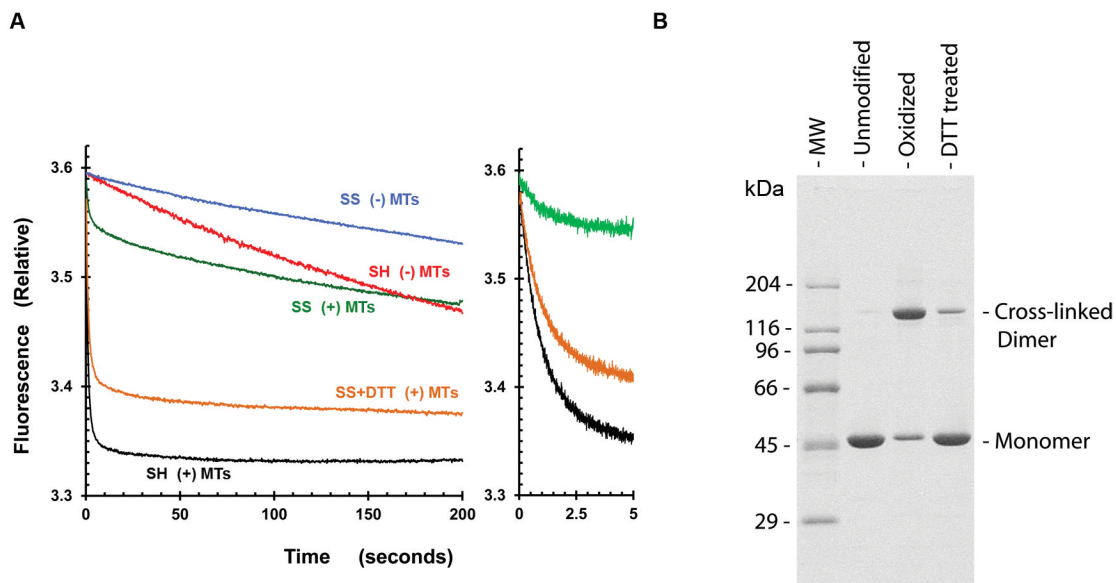 A
B
3.6
3.5
3.4
3.3
Fluorescence (Relative)
SS (-) MTs
SH (-) MTs
SS (+) MTs
SS+DTT (+) MTs
SH (+) MTs
0
50
100
150
200
3.6
3.5
3.4
3.3
0
2.5
5
Time (seconds)
- MW
- Unmodified
- Oxidized
- DTT treated
kDa
204 -
116 -
96 -
66 -
45 -
29 -
- Cross-linked
Dimer
- Monomer